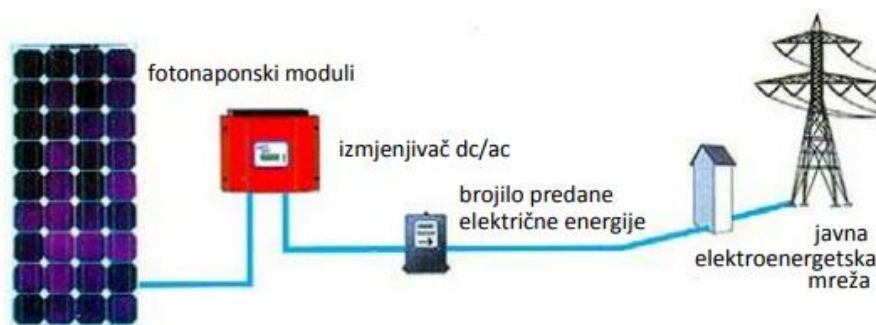 fotonaponski moduli
izmjenjivač dc/ac
brojilo predane
električne energije
javna
elektroenergetska
mreža